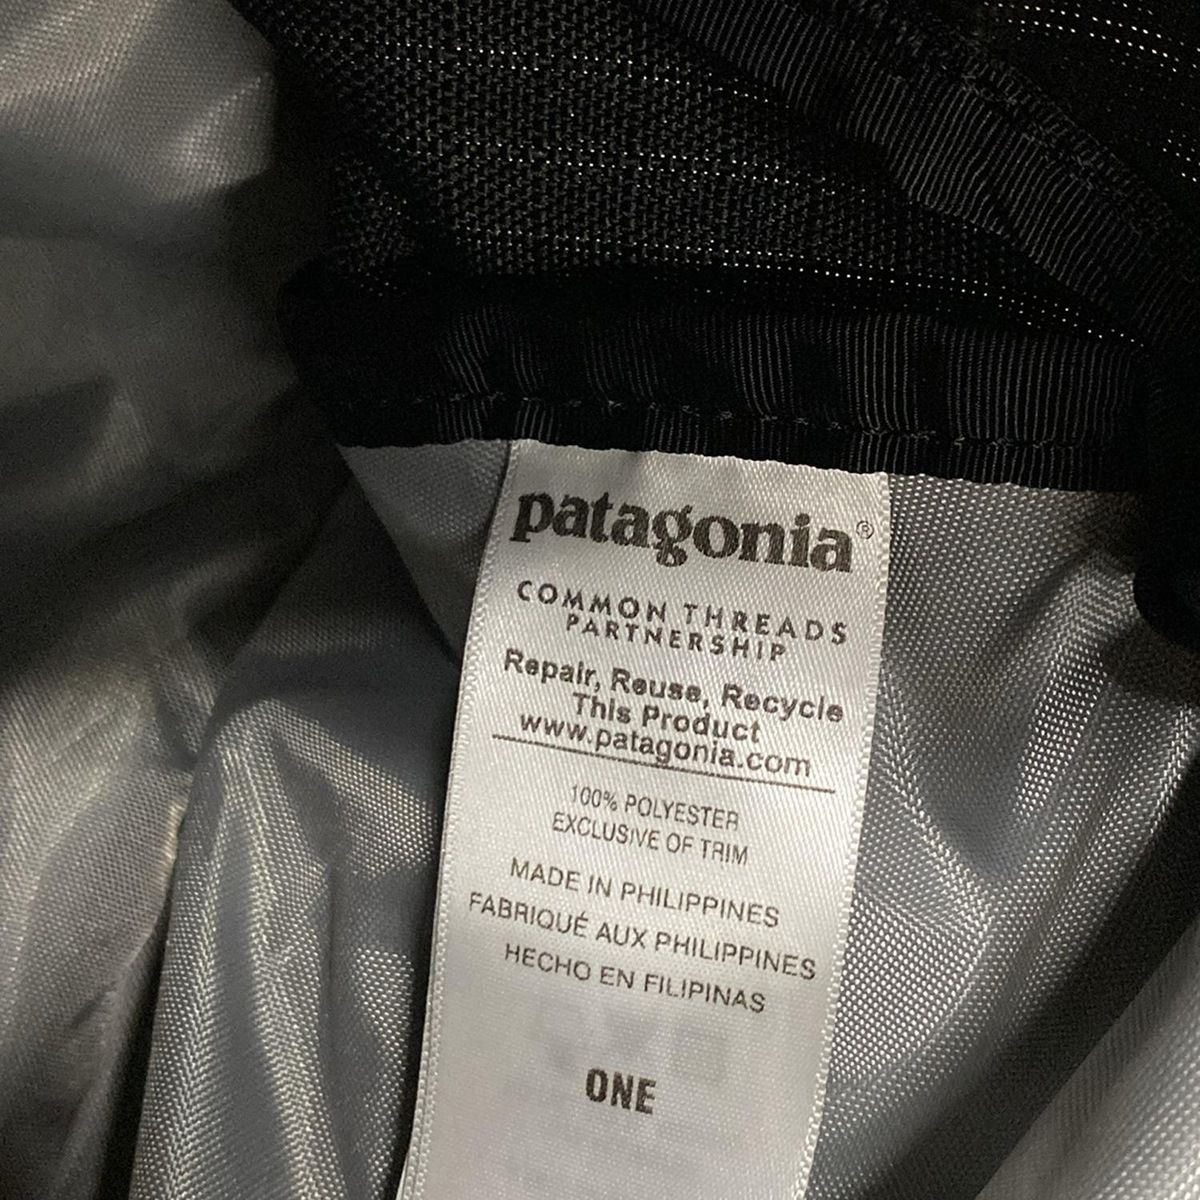 patagonia®
COMMON THREADS
PARTNERSHIP
Repair, Reuse, Recycle
This Product
www.patagonia.com
100% POLYESTER
EXCLUSIVE OF TRIM
MADE IN PHILIPPINES
FABRIQUÉ AUX PHILIPPINES
HECHO EN FILIPINAS
ONE